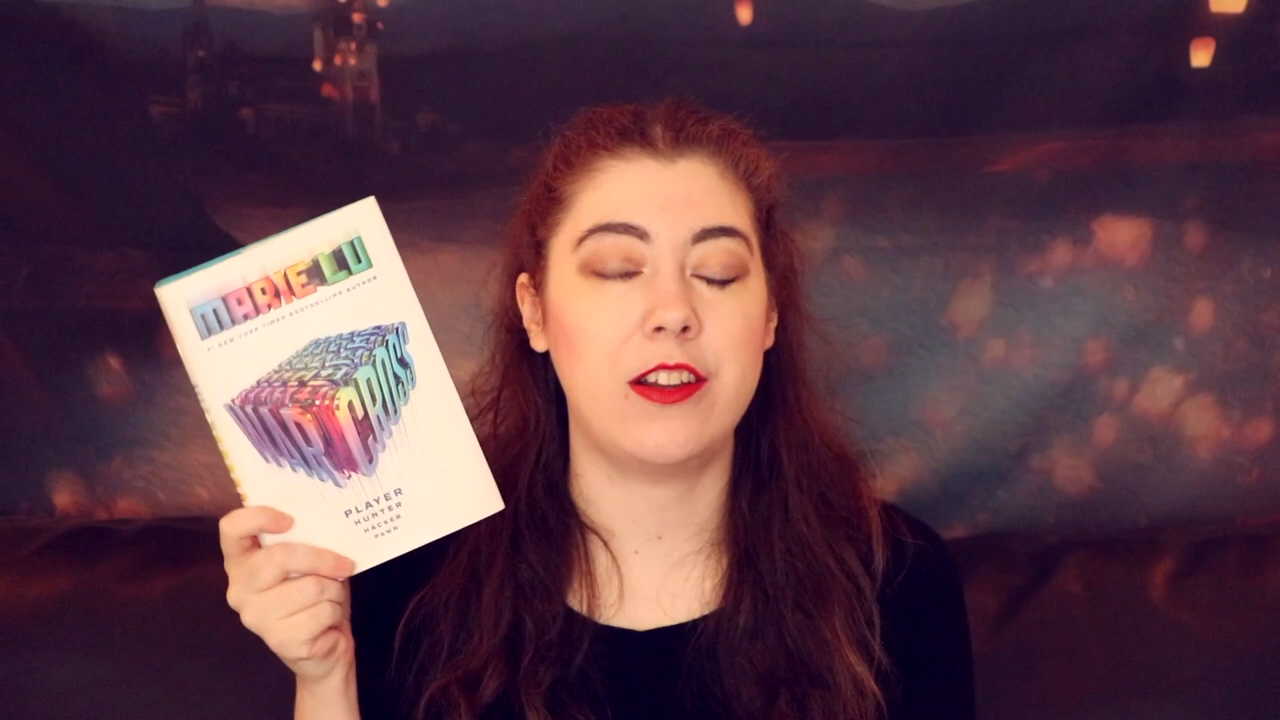 MARIE LU
#1 NEW YORK TIMES BESTSELLING AUTHOR
WARCROSS
PLAYER
HUNTER
HACKER
PAWN